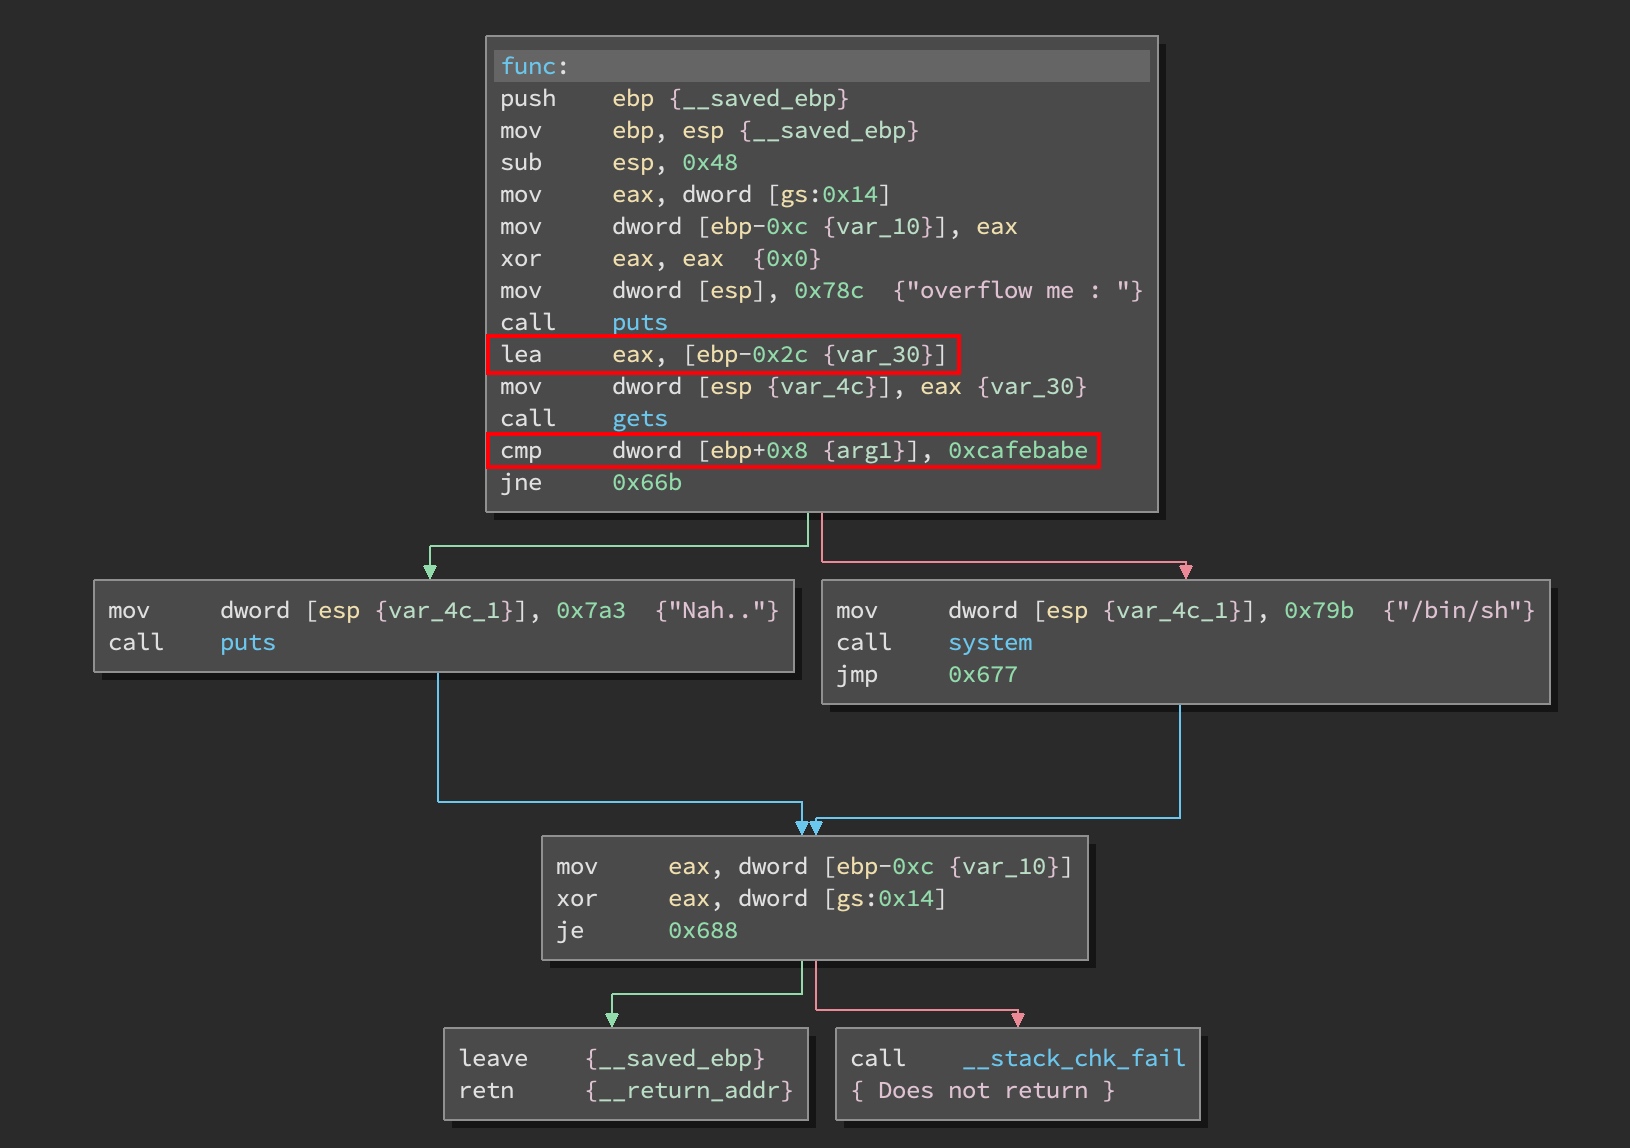 func:
push ebp {__saved_ebp}
mov ebp, esp {__saved_ebp}
sub esp, 0x48
mov eax, dword [gs:0x14]
mov dword [ebp-0xc {var_10}], eax
xor eax, eax {0x0}
mov dword [esp], 0x78c {"overflow me : "}
call puts
lea eax, [ebp-0x2c {var_30}]
mov dword [esp {var_4c}], eax {var_30}
call gets
cmp dword [ebp+0x8 {arg1}], 0xcafebabe
jne 0x66b
mov dword [esp {var_4c_1}], 0x7a3 {"Nah.."}
call puts
mov dword [esp {var_4c_1}], 0x79b {"/bin/sh"}
call system
jmp 0x677
mov eax, dword [ebp-0xc {var_10}]
xor eax, dword [gs:0x14]
je 0x688
leave {__saved_ebp}
retn {__return_addr}
call __stack_chk_fail
{ Does not return }